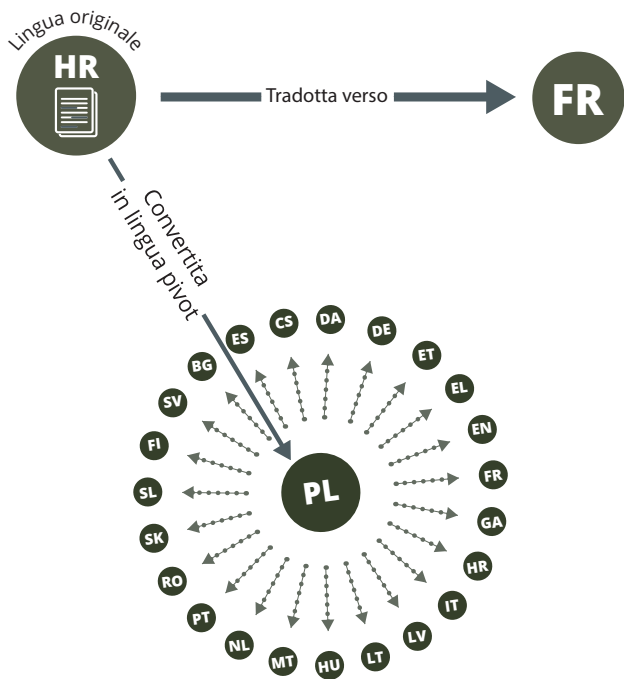 Lingua originale
HR
Tradotta verso
FR
Convertita
in lingua pivot
DA
DE
ET
EL
EN
FR
GA
HR
IT
LV
LT
HU
MT
NL
PT
RO
SK
SL
FI
SV
BG
ES
CS
PL